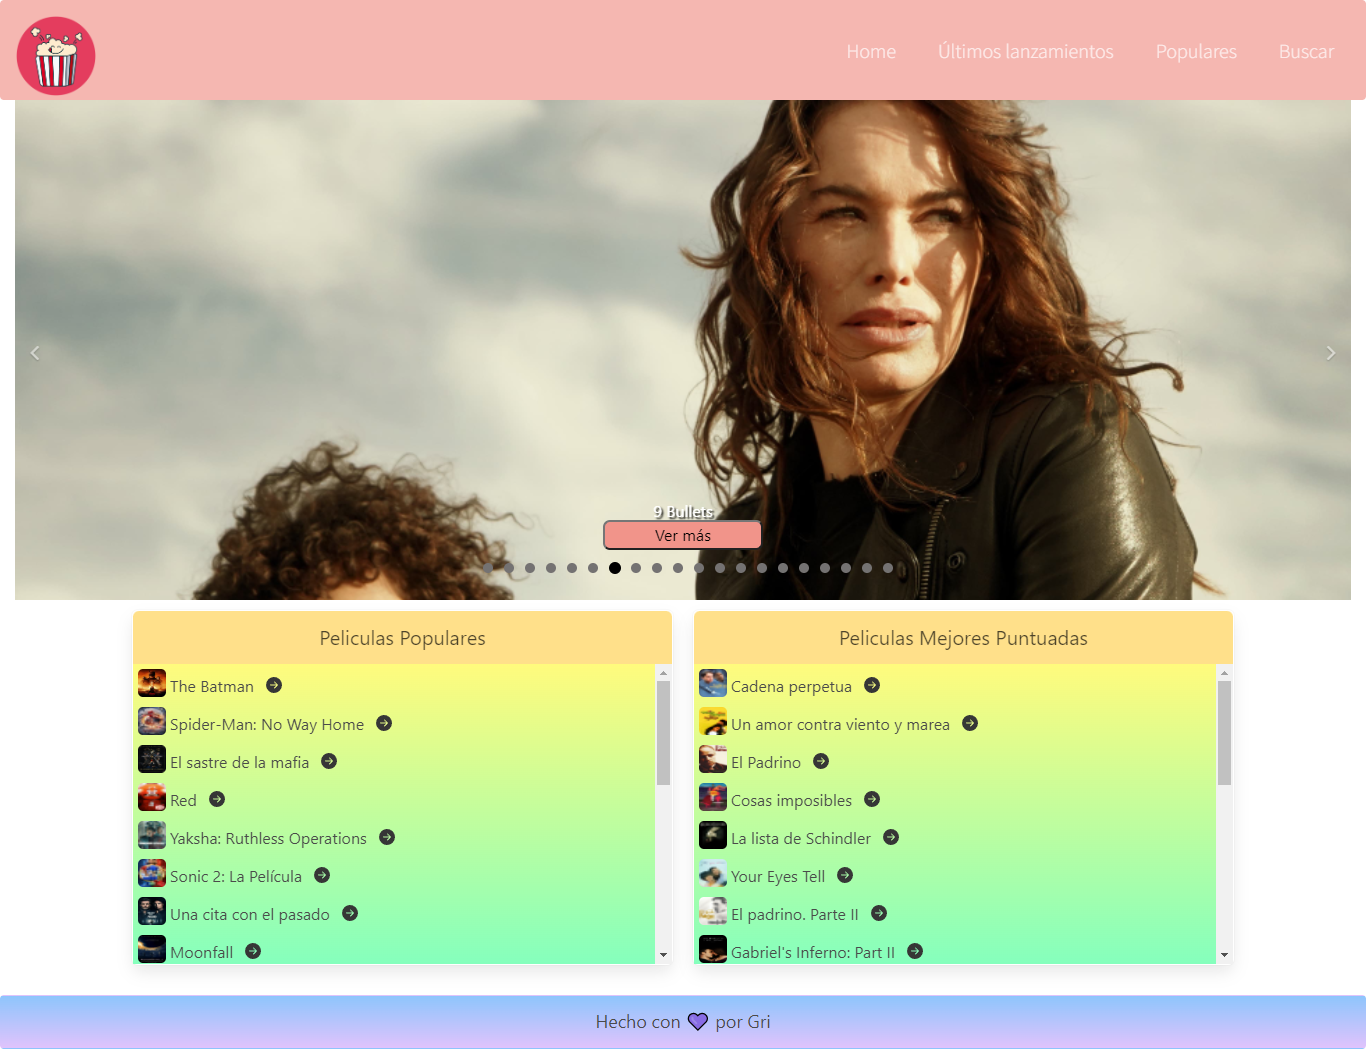 Home
Últimos lanzamientos
Populares
Buscar
9 Bullets
Ver más
Peliculas Populares
The Batman
Spider-Man: No Way Home
El sastre de la mafia
Red
Yaksha: Ruthless Operations
Sonic 2: La Película
Una cita con el pasado
Moonfall
Peliculas Mejores Puntuadas
Cadena perpetua
Un amor contra viento y marea
El Padrino
Cosas imposibles
La lista de Schindler
Your Eyes Tell
El padrino. Parte II
Gabriel's Inferno: Part II
Hecho con 💜 por Gri